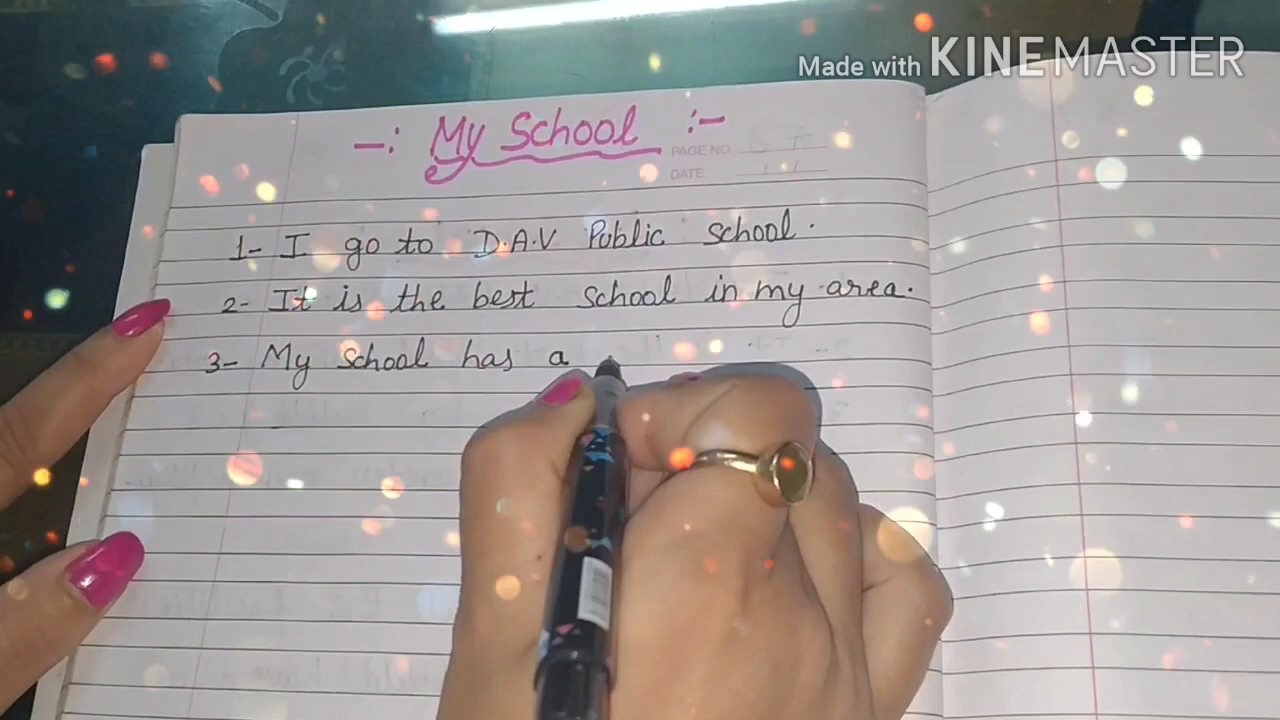 Made with KINEMASTER
-: My School :-
PAGE NO.
DATE
1- I go to D.A.V Public School.
2- It is the best School in my area.
3- My School has a